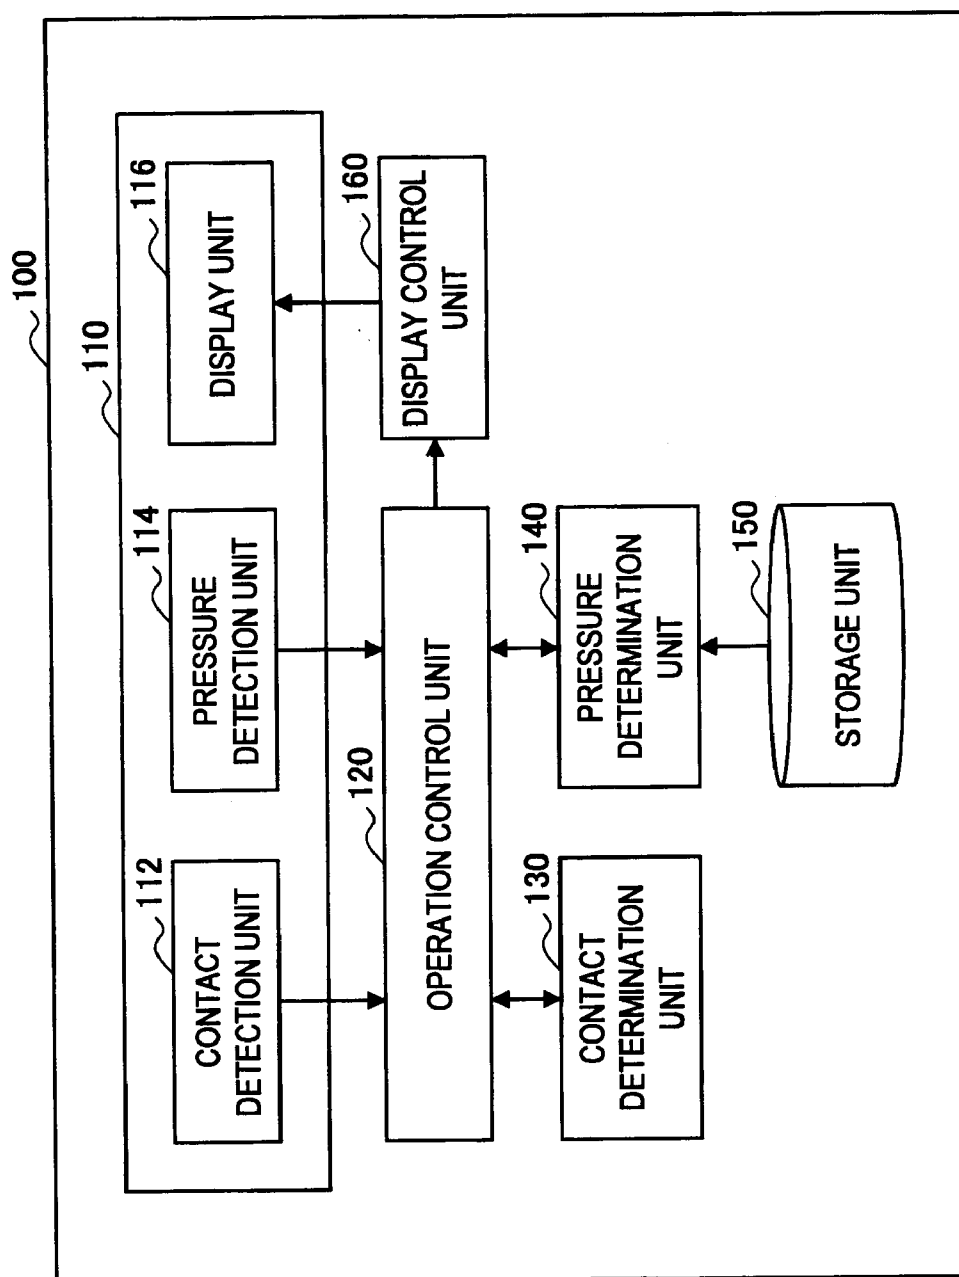 100
110
112
CONTACT
DETECTION UNIT
114
PRESSURE
DETECTION UNIT
116
DISPLAY UNIT
120
OPERATION CONTROL UNIT
160
DISPLAY CONTROL
UNIT
130
CONTACT
DETERMINATION
UNIT
140
PRESSURE
DETERMINATION
UNIT
150
STORAGE UNIT